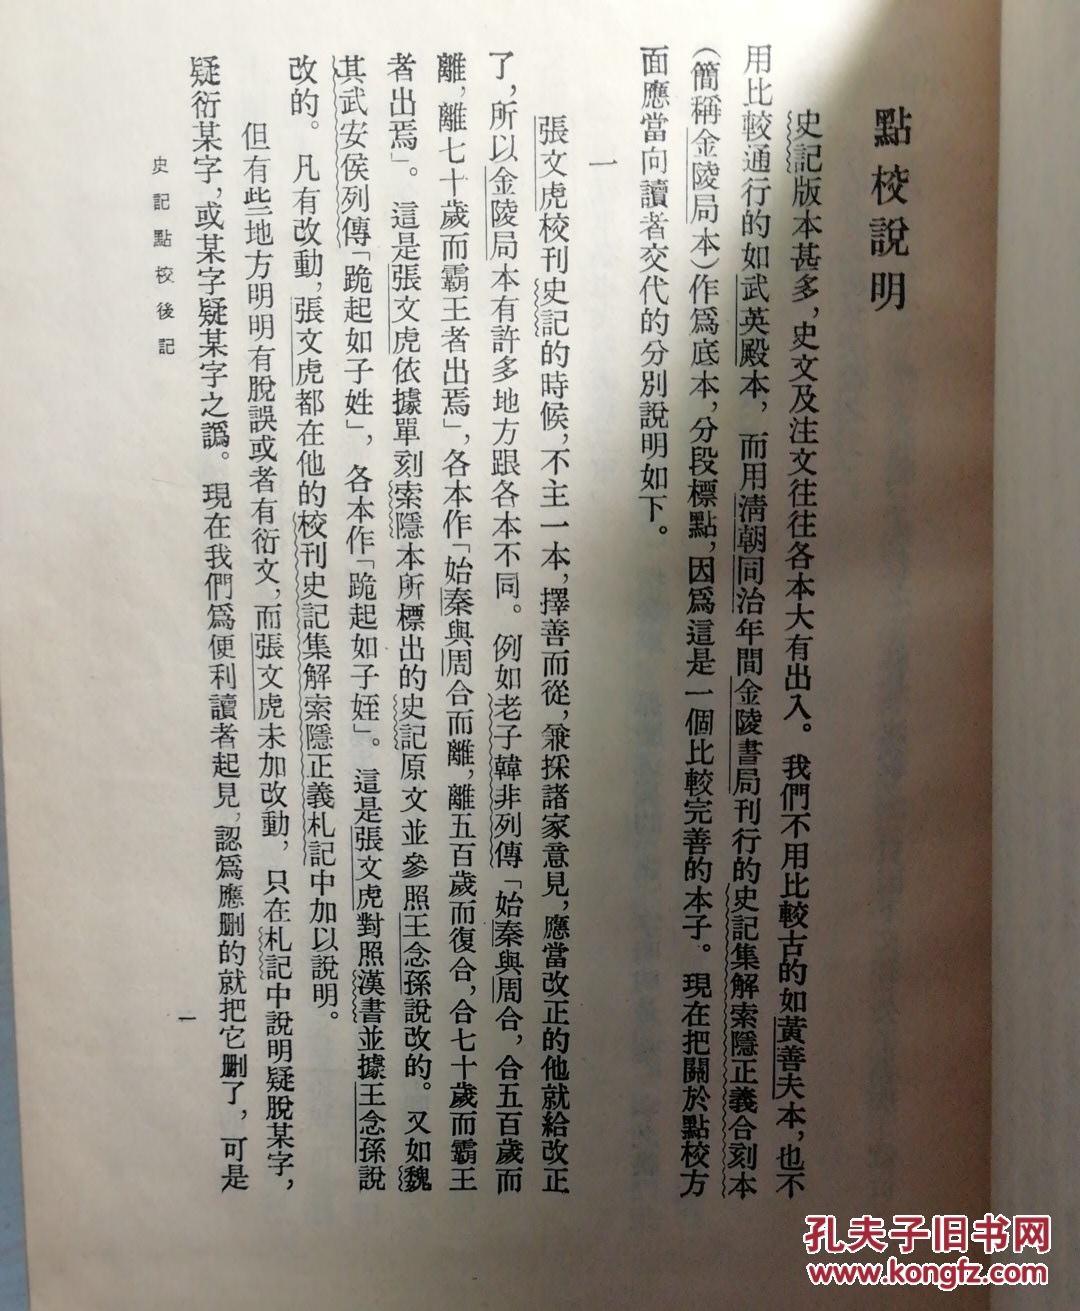 點校說明
史記版本甚多，史文及注文往往各本大有出入。我們不用比較古的如黃善夫本，也不
用比較通行的如武英殿本，而用清朝同治年間金陵書局刊行的史記集解索隱正義合刻本
（簡稱金陵局本）作爲底本，分段標點，因爲這是一個比較完善的本子。現在把關於點校方
面應當向讀者交代的分別說明如下。
一
張文虎校刊史記的時候，不主一本，擇善而從，兼採諸家意見，應當改正的他就給改正
了，所以金陵局本有許多地方跟各本不同。例如老子韓非列傳「始秦與周合，合五百歲而
離，離七十歲而霸王者出焉」，各本作「始秦與周合而離，離五百歲而復合，合七十歲而霸王
者出焉」。這是張文虎依據單刻索隱本所標出的史記原文並參照王念孫說改的。又如魏
其武安侯列傳「跪起如子姓」，各本作「跪起如子姪」。這是張文虎對照漢書並據王念孫說
改的。凡有改動，張文虎都在他的校刊史記集解索隱正義札記中加以說明。
但有些地方明明有脫誤或者有衍文，而張文虎未加改動，只在札記中說明疑脫某字，
疑衍某字，或某字疑某字之譌。現在我們爲便利讀者起見，認爲應刪的就把它刪了，可是
史記點校後記
一
孔夫子旧书网
www.kongfz.com